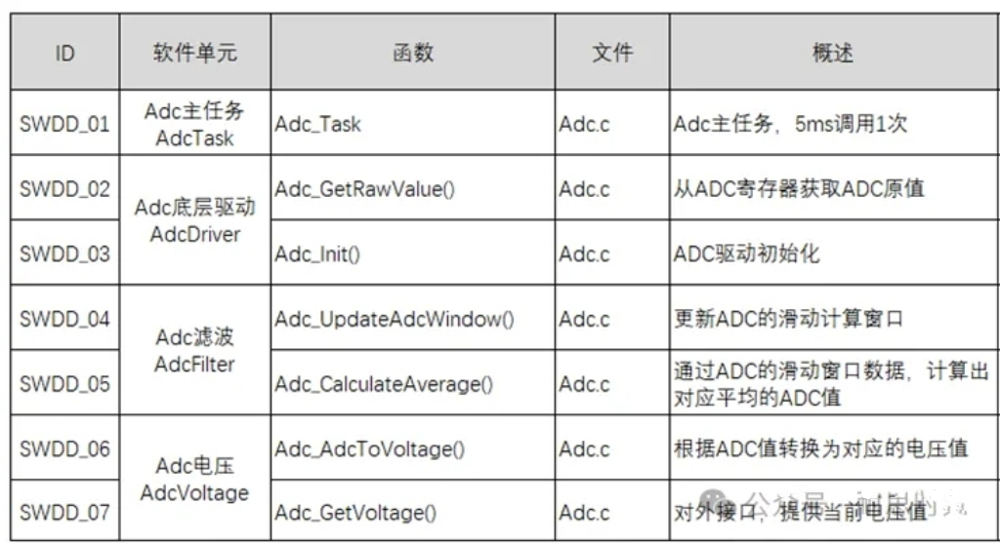 ID 软件单元 函数 文件 概述
SWDD_01 Adc主任务 Adc_Task Adc.c Adc主任务，5ms调用1次
AdcTask
SWDD_02 Adc_GetRawValue() Adc.c 从ADC寄存器获取ADC原值
Adc底层驱动
AdcDriver
SWDD_03 Adc_Init() Adc.c ADC驱动初始化
SWDD_04 Adc_UpdateAdcWindow() Adc.c 更新ADC的滑动计算窗口
Adc滤波
AdcFilter
SWDD_05 Adc_CalculateAverage() Adc.c 通过ADC的滑动窗口数据，计算出
对应平均的ADC值
SWDD_06 Adc_AdcToVoltage() Adc.c 根据ADC值转换为对应的电压值
Adc电压
AdcVoltage
SWDD_07 Adc_GetVoltage() Adc.c 对外接口，提供当前电压值
公众号